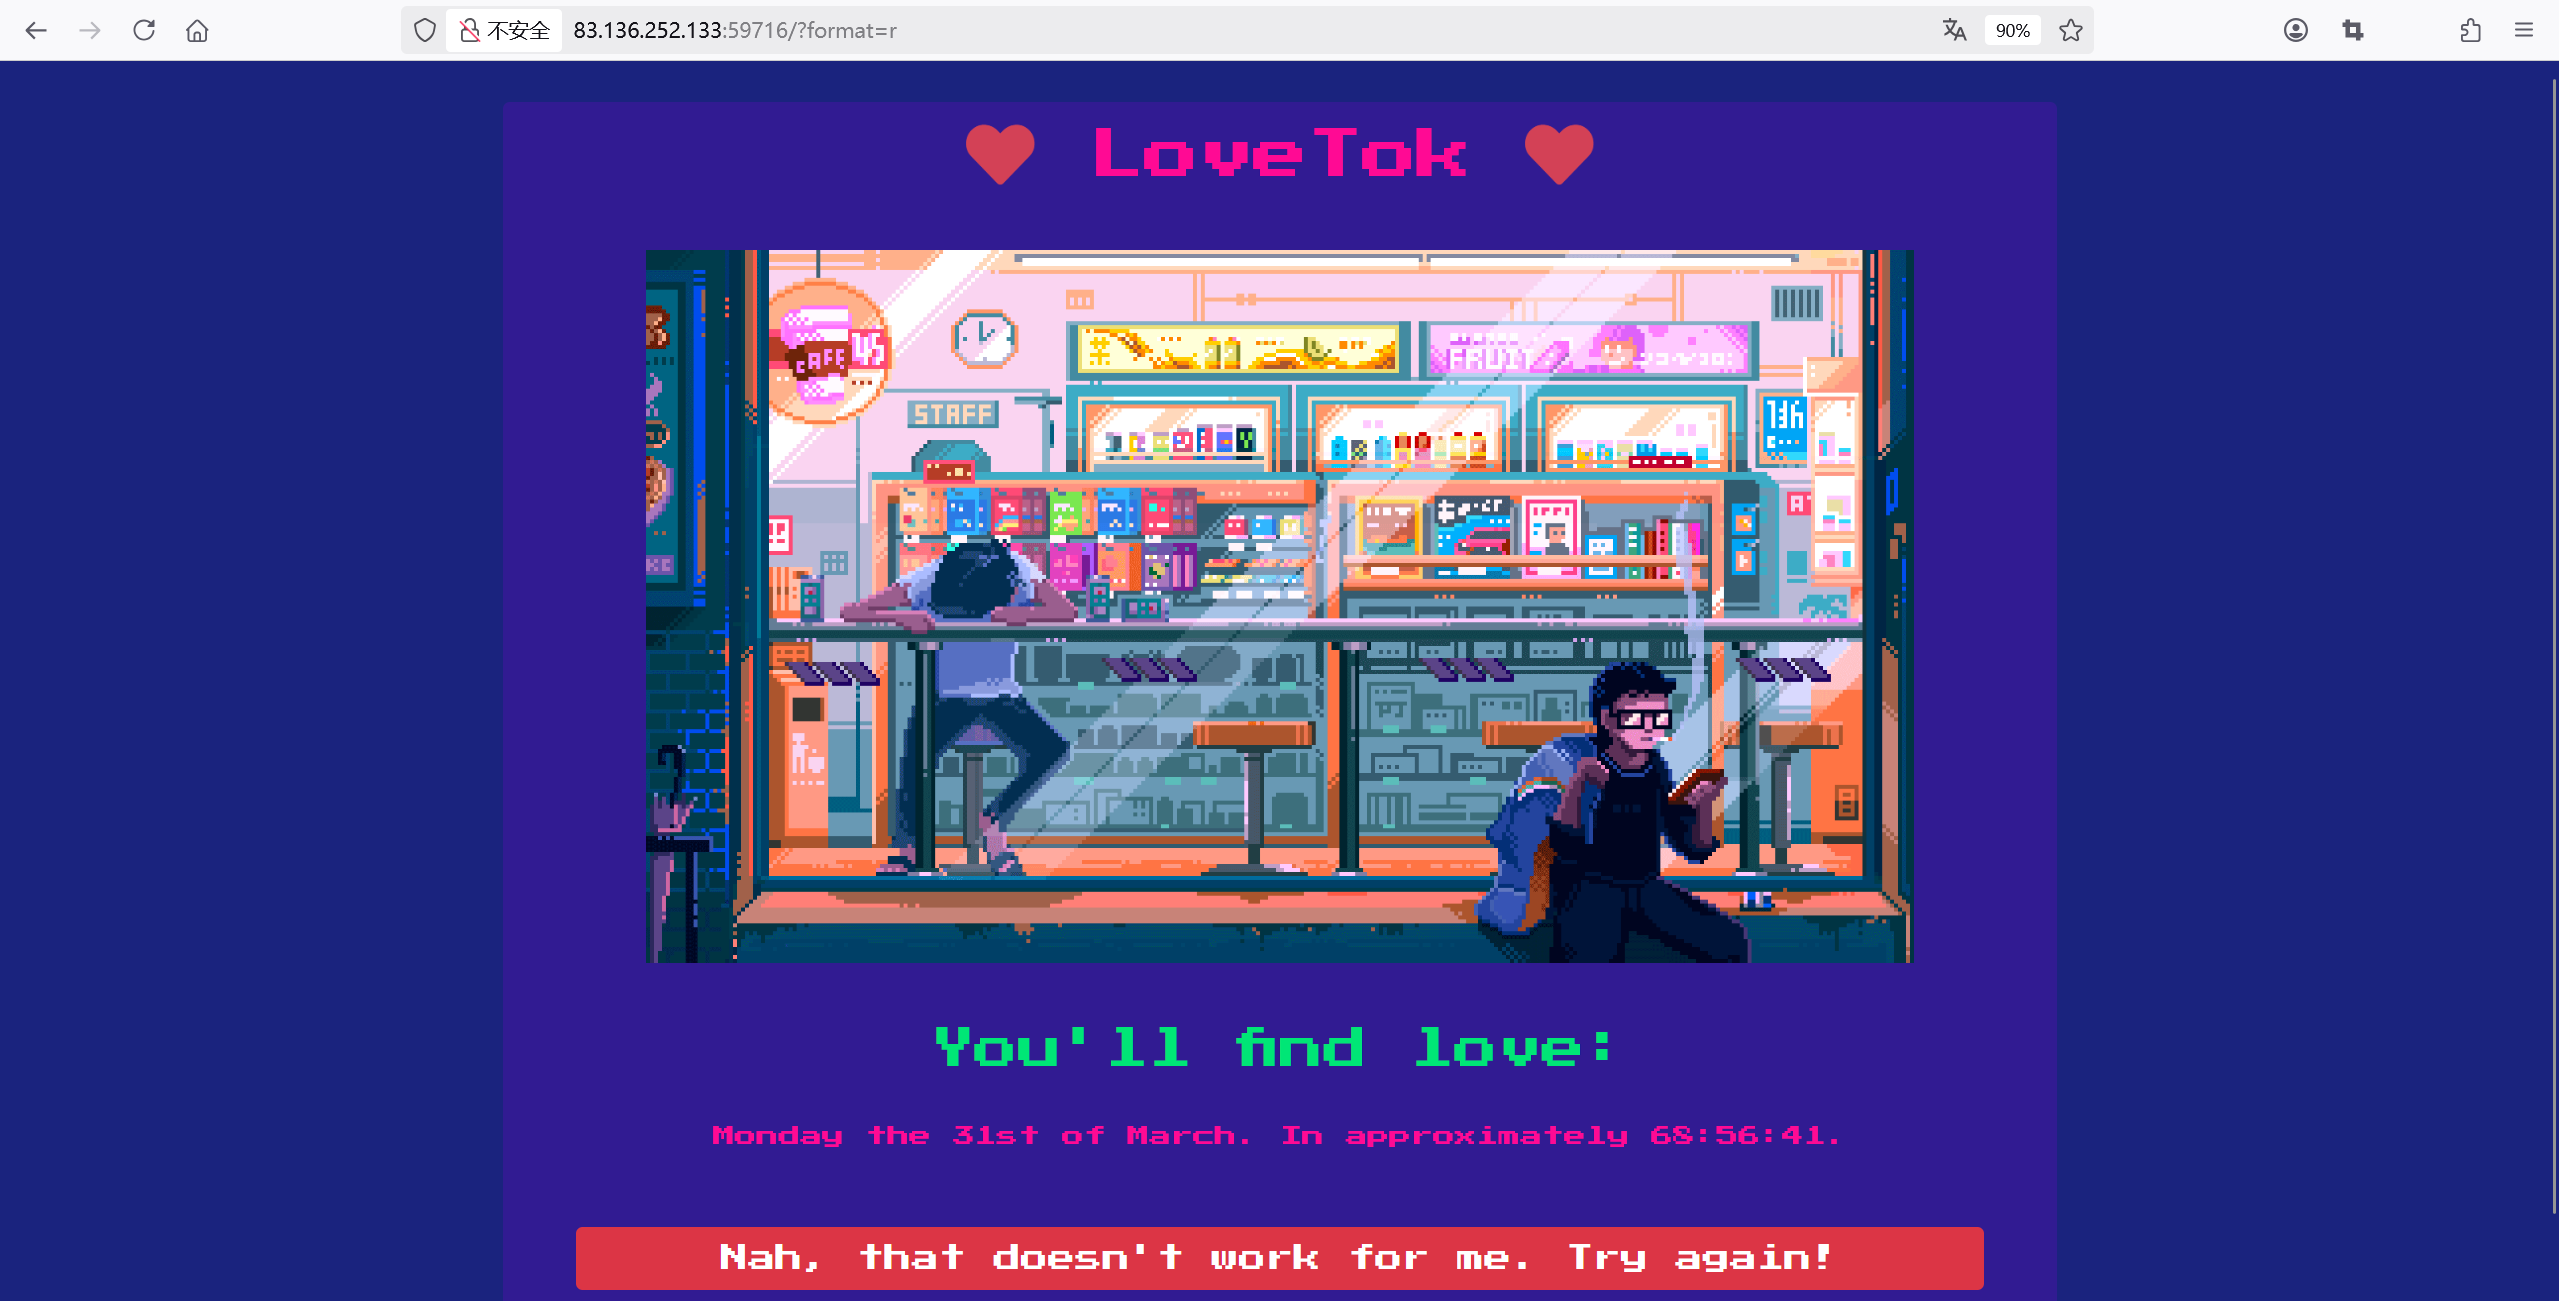 不安全 83.136.252.133:59716/?format=r 90%
LoveTok
CAFE 45
STAFF
FRUIT
You'll find love:
Monday the 31st of March. In approximately 68:56:41.
Nah, that doesn't work for me. Try again!